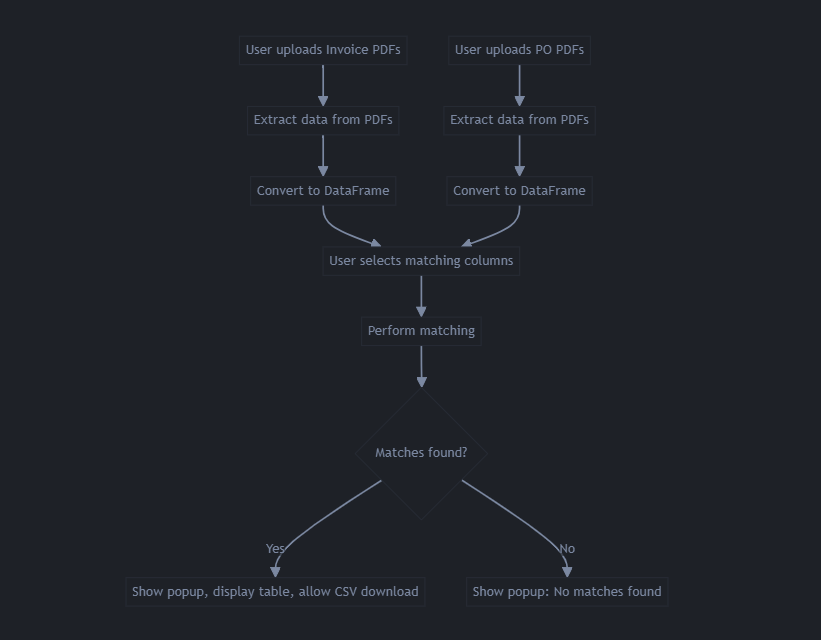 User uploads Invoice PDFs
User uploads PO PDFs
Extract data from PDFs
Extract data from PDFs
Convert to DataFrame
Convert to DataFrame
User selects matching columns
Perform matching
Matches found?
Yes
No
Show popup, display table, allow CSV download
Show popup: No matches found